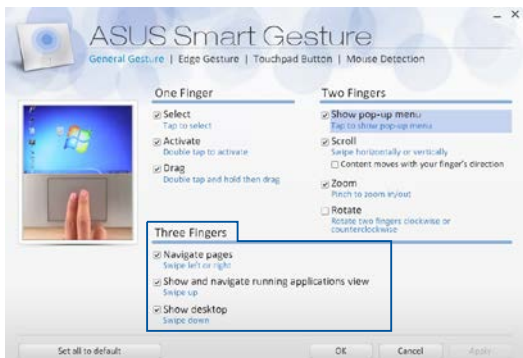 ASUS Smart Gesture
General Gesture | Edge Gesture | Touchpad Button | Mouse Detection
One Finger
Select
Tap to select
Activate
Double tap to activate
Drag
Double tap and hold then drag
Two Fingers
Show pop-up menu
Tap to show pop-up menu
Scroll
Swipe horizontally or vertically
Content moves with your finger's direction
Zoom
Pinch to zoom in/out
Rotate
Rotate two fingers clockwise or
counterclockwise
Three Fingers
Navigate pages
Swipe left or right
Show and navigate running applications view
Swipe up
Show desktop
Swipe down
Set all to default
OK
Cancel
Apply